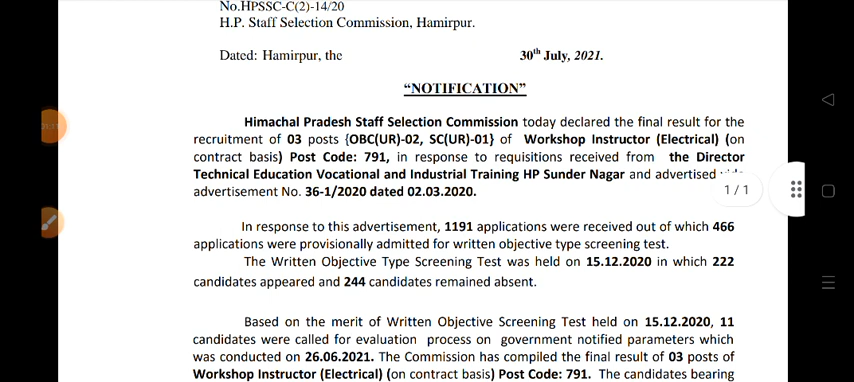 No.HPSSC-C(2)-14/20
H.P. Staff Selection Commission, Hamirpur.
Dated: Hamirpur, the 30th July, 2021.
“NOTIFICATION”
Himachal Pradesh Staff Selection Commission today declared the final result for the
recruitment of 03 posts {OBC(UR)-02, SC(UR)-01} of Workshop Instructor (Electrical) (on
contract basis) Post Code: 791, in response to requisitions received from the Director
Technical Education Vocational and Industrial Training HP Sunder Nagar and advertised
advertisement No. 36-1/2020 dated 02.03.2020.
1 / 1
In response to this advertisement, 1191 applications were received out of which 466
applications were provisionally admitted for written objective type screening test.
The Written Objective Type Screening Test was held on 15.12.2020 in which 222
candidates appeared and 244 candidates remained absent.
Based on the merit of Written Objective Screening Test held on 15.12.2020, 11
candidates were called for evaluation process on government notified parameters which
was conducted on 26.06.2021. The Commission has compiled the final result of 03 posts of
Workshop Instructor (Electrical) (on contract basis) Post Code: 791. The candidates bearing